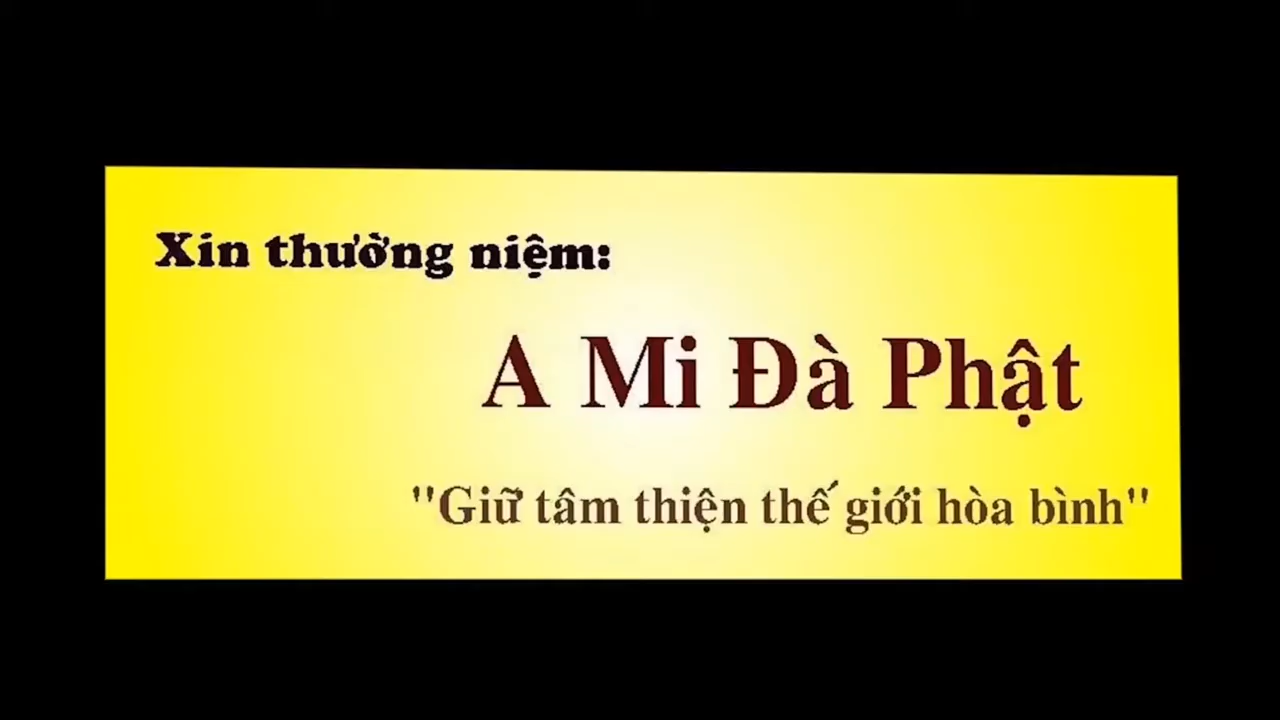 Xin thường niệm:
A Mi Đà Phật
"Giữ tâm thiện thế giới hòa bình"